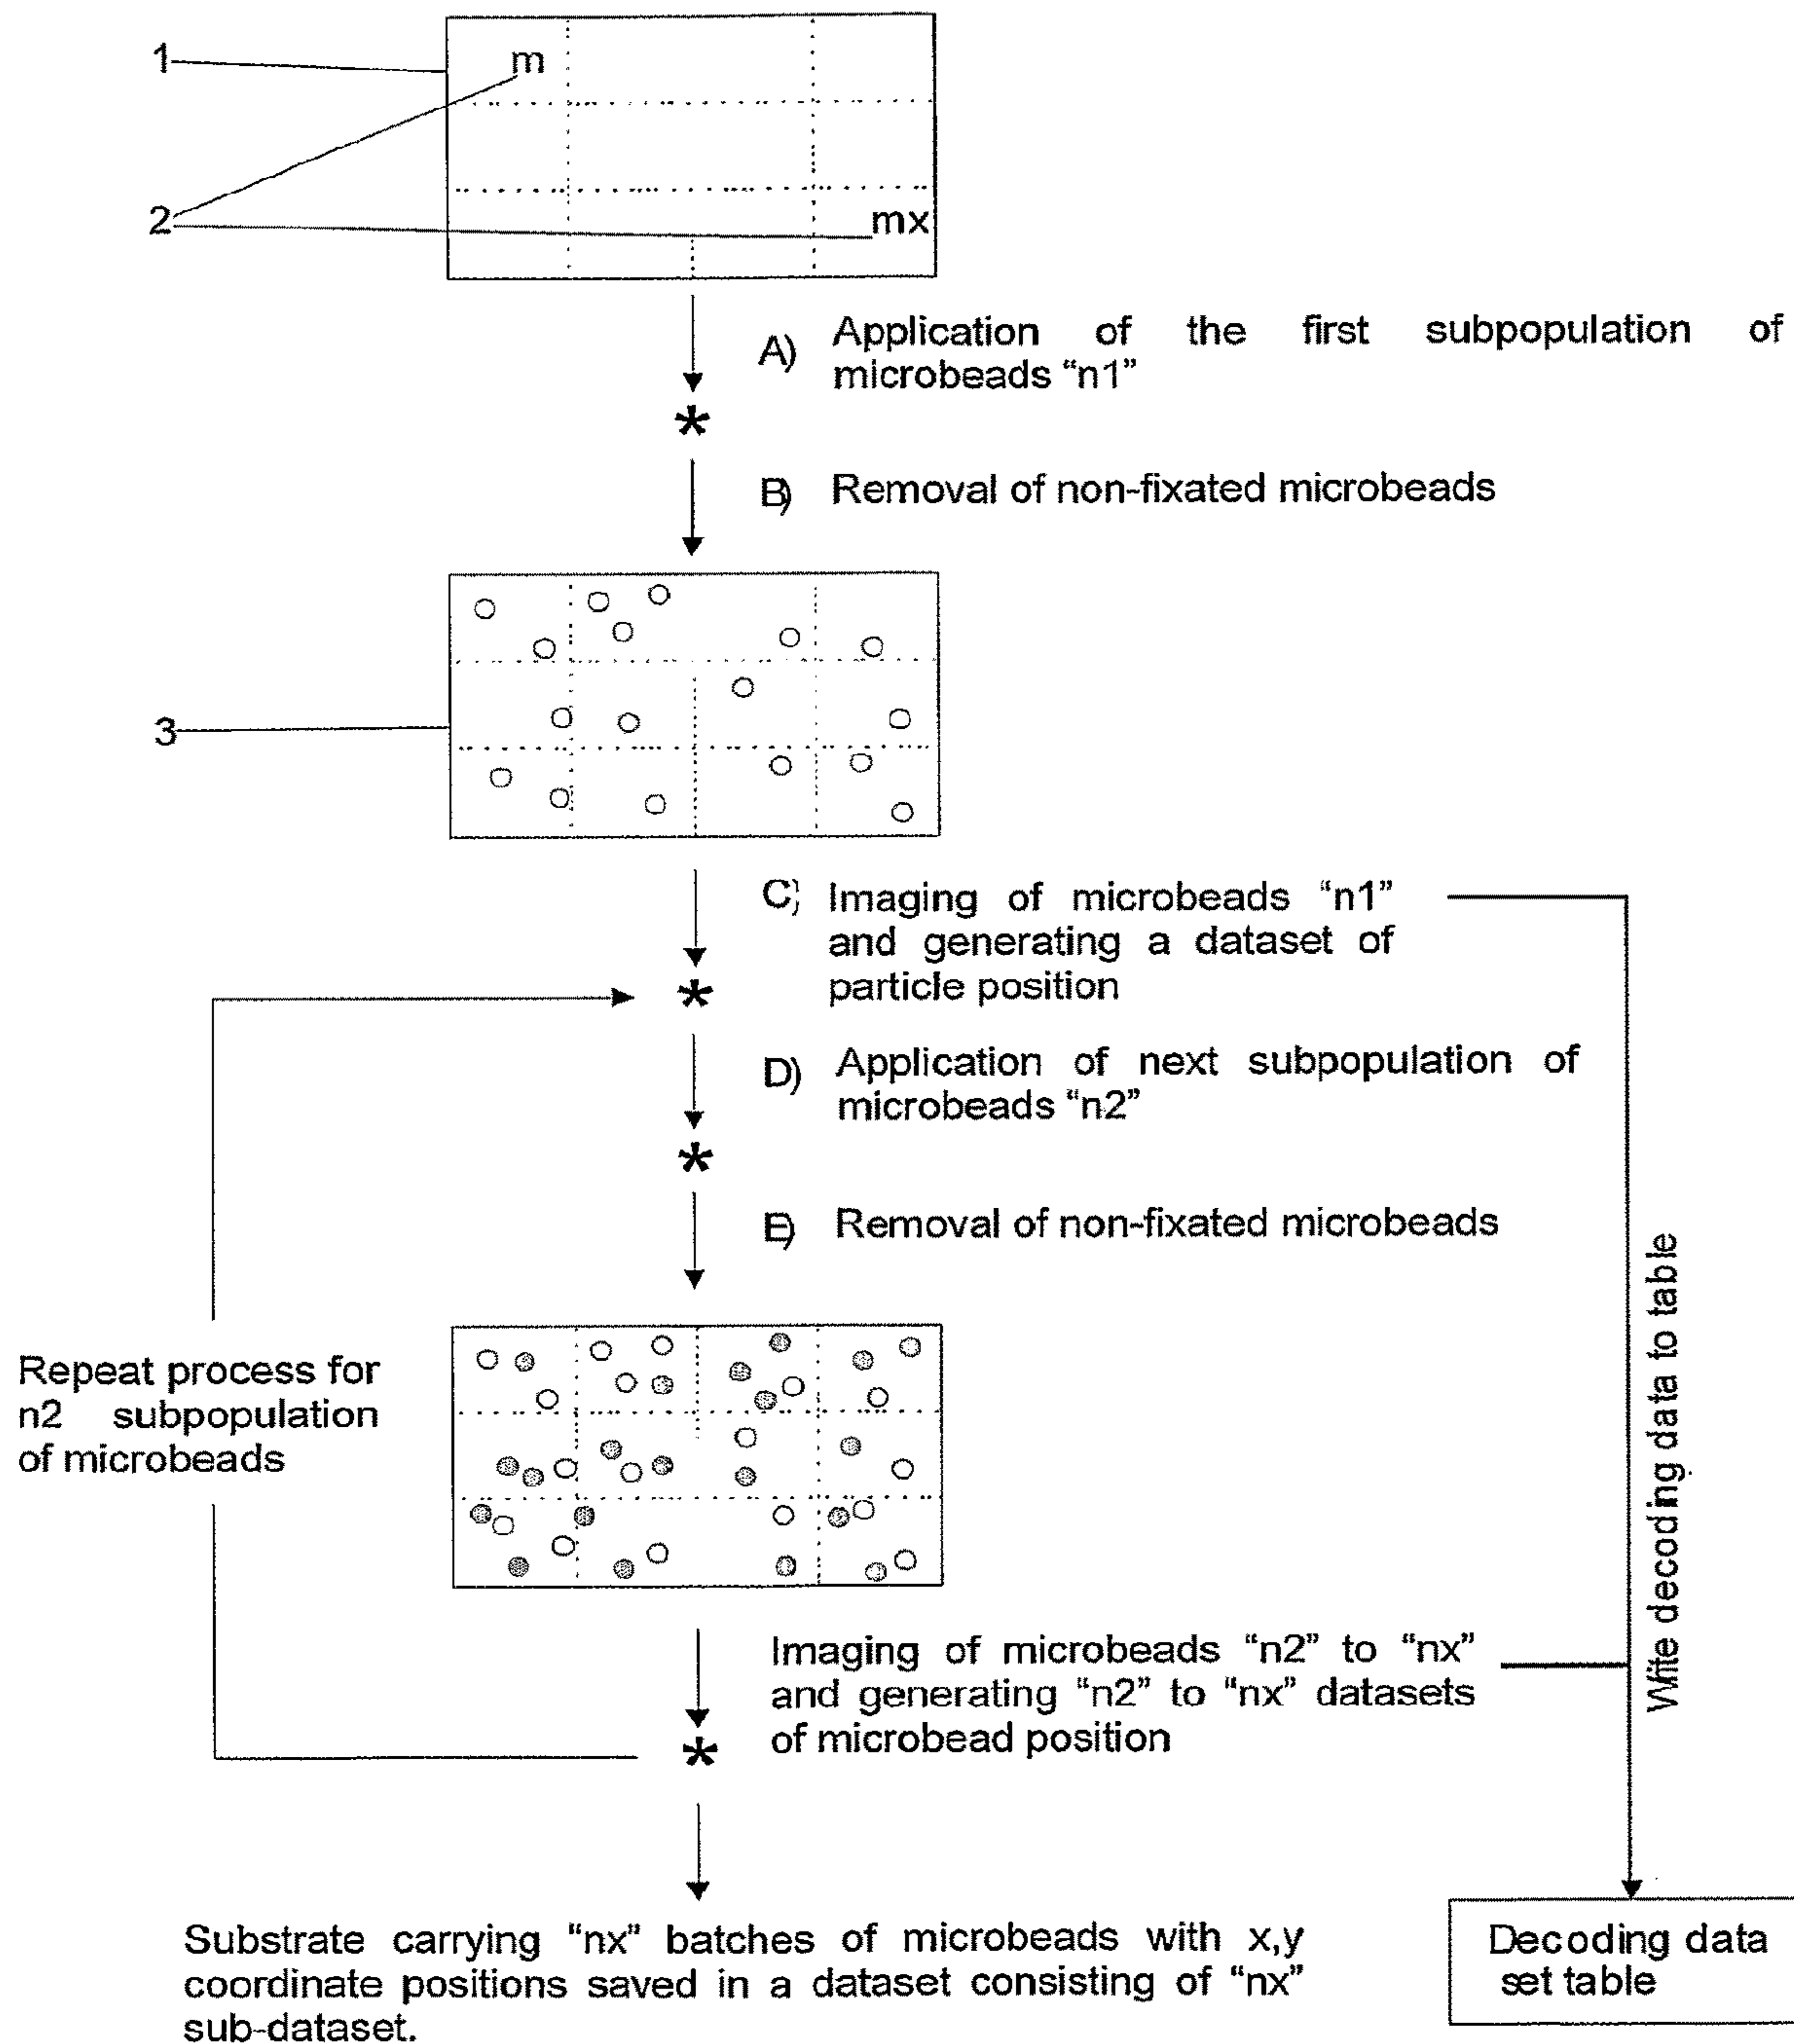 1
m
2
mx
A) Application of the first subpopulation of
microbeads “n1”
*
B) Removal of non-fixated microbeads
3
C) Imaging of microbeads “n1”
and generating a dataset of
particle position
*
D) Application of next subpopulation of
microbeads “n2”
*
E) Removal of non-fixated microbeads
Repeat process for
n2 subpopulation
of microbeads
Write decoding data to table
Imaging of microbeads “n2” to “nx”
and generating “n2” to “nx” datasets
of microbead position
*
Substrate carrying “nx” batches of microbeads with x,y
coordinate positions saved in a dataset consisting of “nx”
sub-dataset.
Decoding data
set table